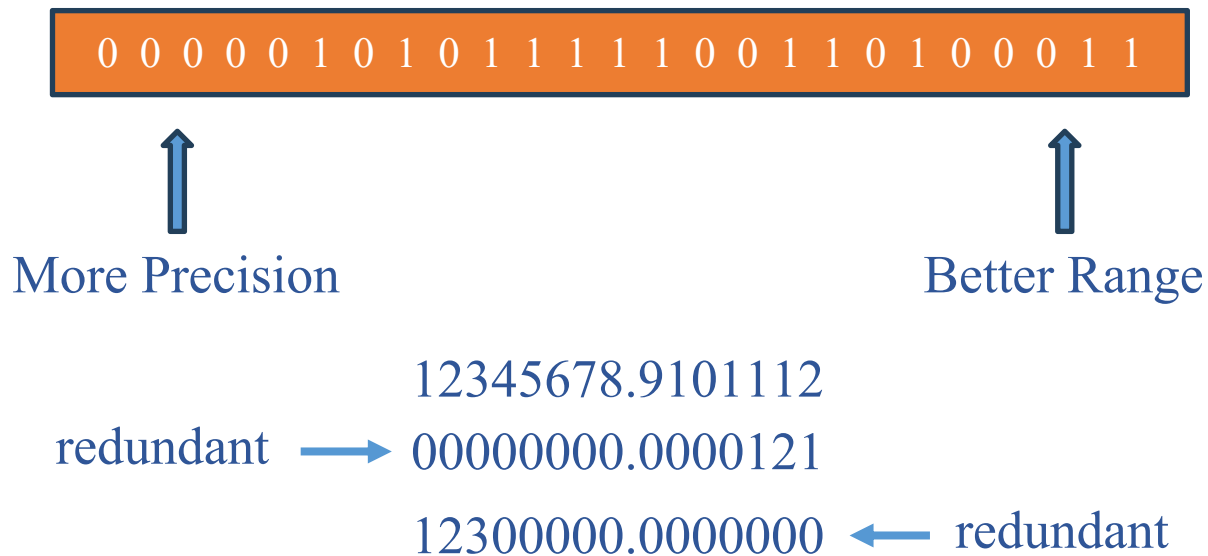 0 0 0 0 0 1 0 1 0 1 1 1 1 1 0 0 1 1 0 1 0 0 0 1 1
More Precision
Better Range
12345678.9101112
redundant
00000000.0000121
12300000.0000000
redundant